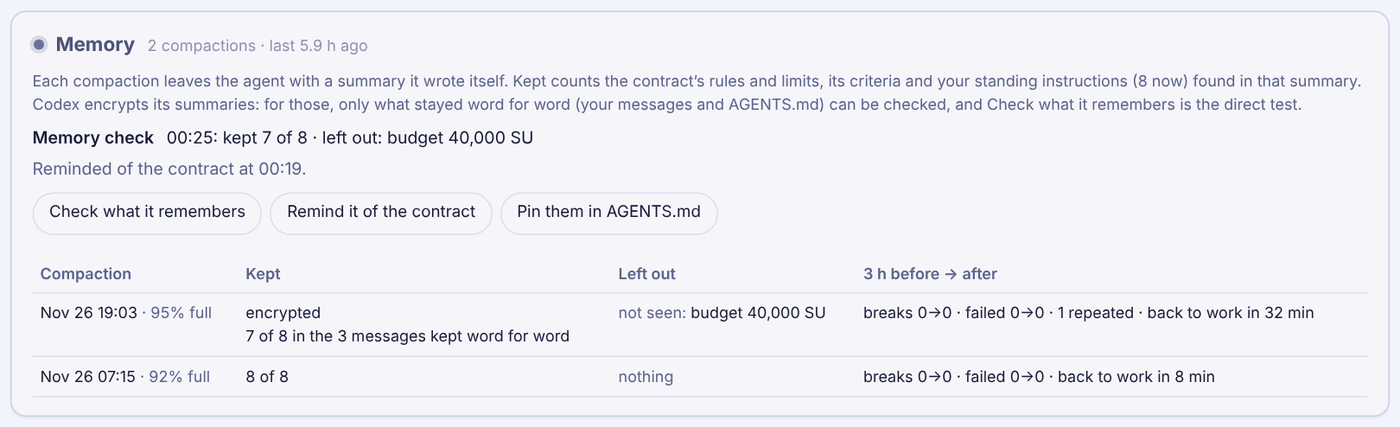 Memory 2 compactions · last 5.9 h ago
Each compaction leaves the agent with a summary it wrote itself. Kept counts the contract’s rules and limits, its criteria and your standing instructions (8 now) found in that summary.
Codex encrypts its summaries: for those, only what stayed word for word (your messages and AGENTS.md) can be checked, and Check what it remembers is the direct test.
Memory check 00:25: kept 7 of 8 · left out: budget 40,000 SU
Reminded of the contract at 00:19.
Check what it remembers Remind it of the contract Pin them in AGENTS.md
Compaction Kept Left out 3 h before → after
Nov 26 19:03 · 95% full encrypted not seen: budget 40,000 SU breaks 0→0 · failed 0→0 · 1 repeated · back to work in 32 min
7 of 8 in the 3 messages kept word for word
Nov 26 07:15 · 92% full 8 of 8 nothing breaks 0→0 · failed 0→0 · back to work in 8 min